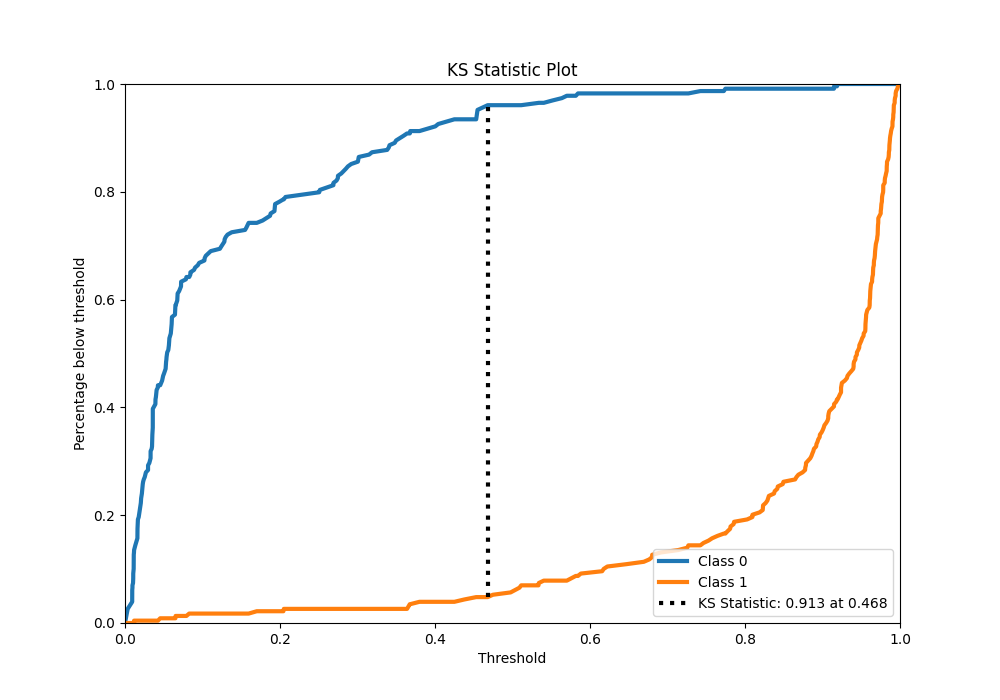 KS Statistic Plot
1.0
0.8
0.6
0.4
0.2
0.0
Percentage below threshold
0.0 0.2 0.4 0.6 0.8 1.0
Threshold
Class 0
Class 1
KS Statistic: 0.913 at 0.468